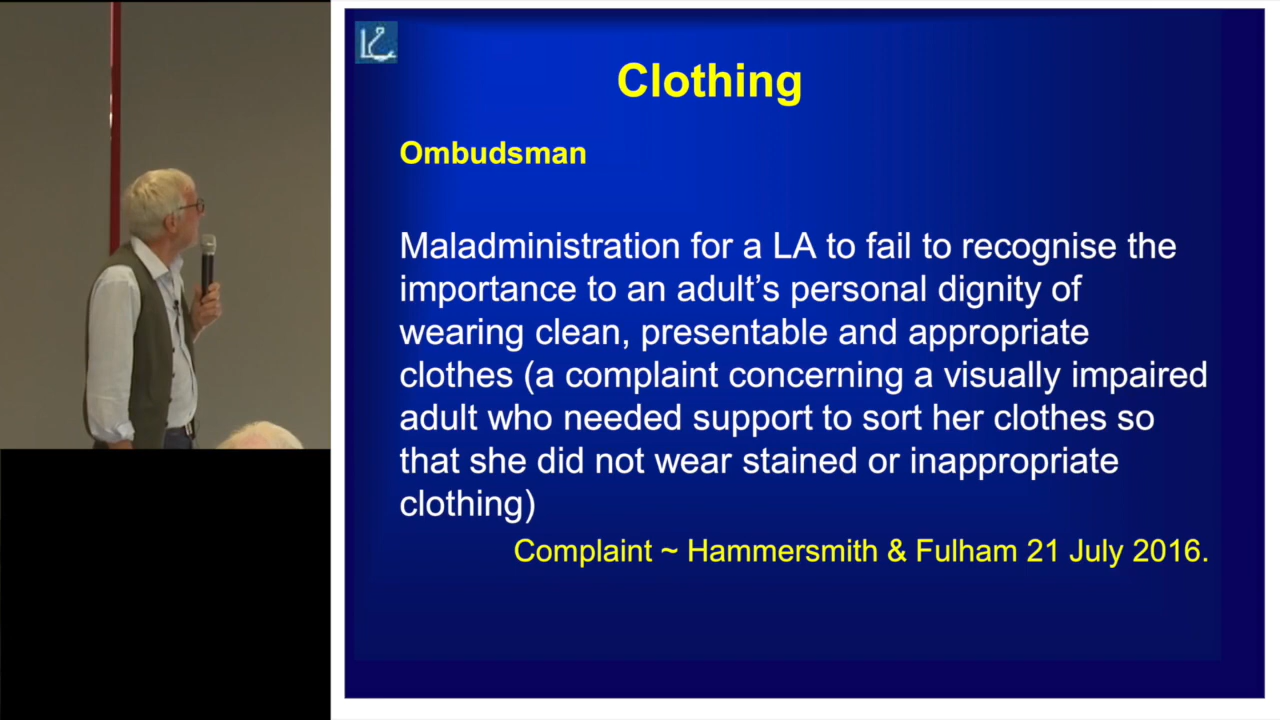 Clothing
Ombudsman
Maladministration for a LA to fail to recognise the
importance to an adult’s personal dignity of
wearing clean, presentable and appropriate
clothes (a complaint concerning a visually impaired
adult who needed support to sort her clothes so
that she did not wear stained or inappropriate
clothing)
Complaint ~ Hammersmith & Fulham 21 July 2016.